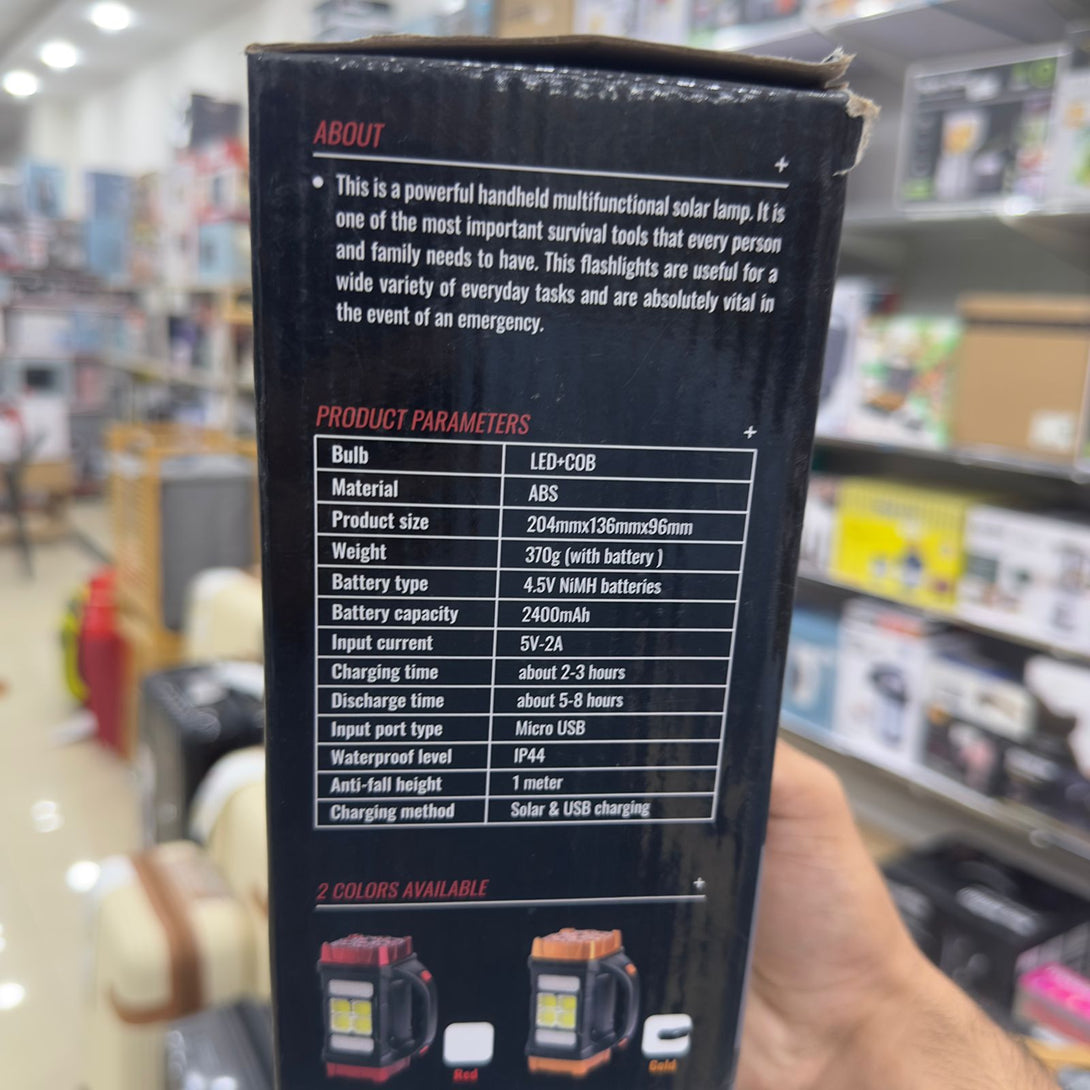 ABOUT
+
• This is a powerful handheld multifunctional solar lamp. It is
one of the most important survival tools that every person
and family needs to have. This flashlights are useful for a
wide variety of everyday tasks and are absolutely vital in
the event of an emergency.
PRODUCT PARAMETERS
+
Bulb LED+COB
Material ABS
Product size 204mmx136mmx96mm
Weight 370g (with battery )
Battery type 4.5V NiMH batteries
Battery capacity 2400mAh
Input current 5V-2A
Charging time about 2-3 hours
Discharge time about 5-8 hours
Input port type Micro USB
Waterproof level IP44
Anti-fall height 1 meter
Charging method Solar & USB charging
2 COLORS AVAILABLE
+
Red Gold